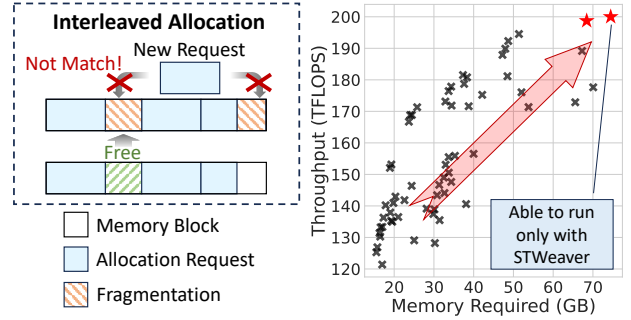 Interleaved Allocation
New Request
Not Match!
Free
Memory Block
Allocation Request
Fragmentation
Throughput (TFLOPS)
200
190
180
170
160
150
140
130
120
Able to run
only with
STWeaver
10 20 30 40 50 60 70
Memory Required (GB)